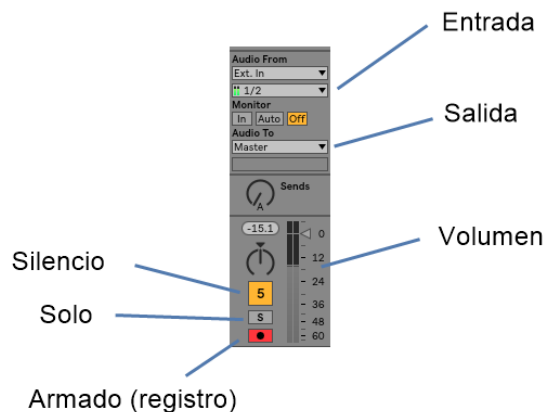 Entrada
Audio From
Ext. In
1/2
Monitor
In Auto Off
Audio To
Master
Salida
Sends
A
-15.1
0
12
24
36
48
60
Volumen
Silencio
5
Solo
S
Armado (registro)